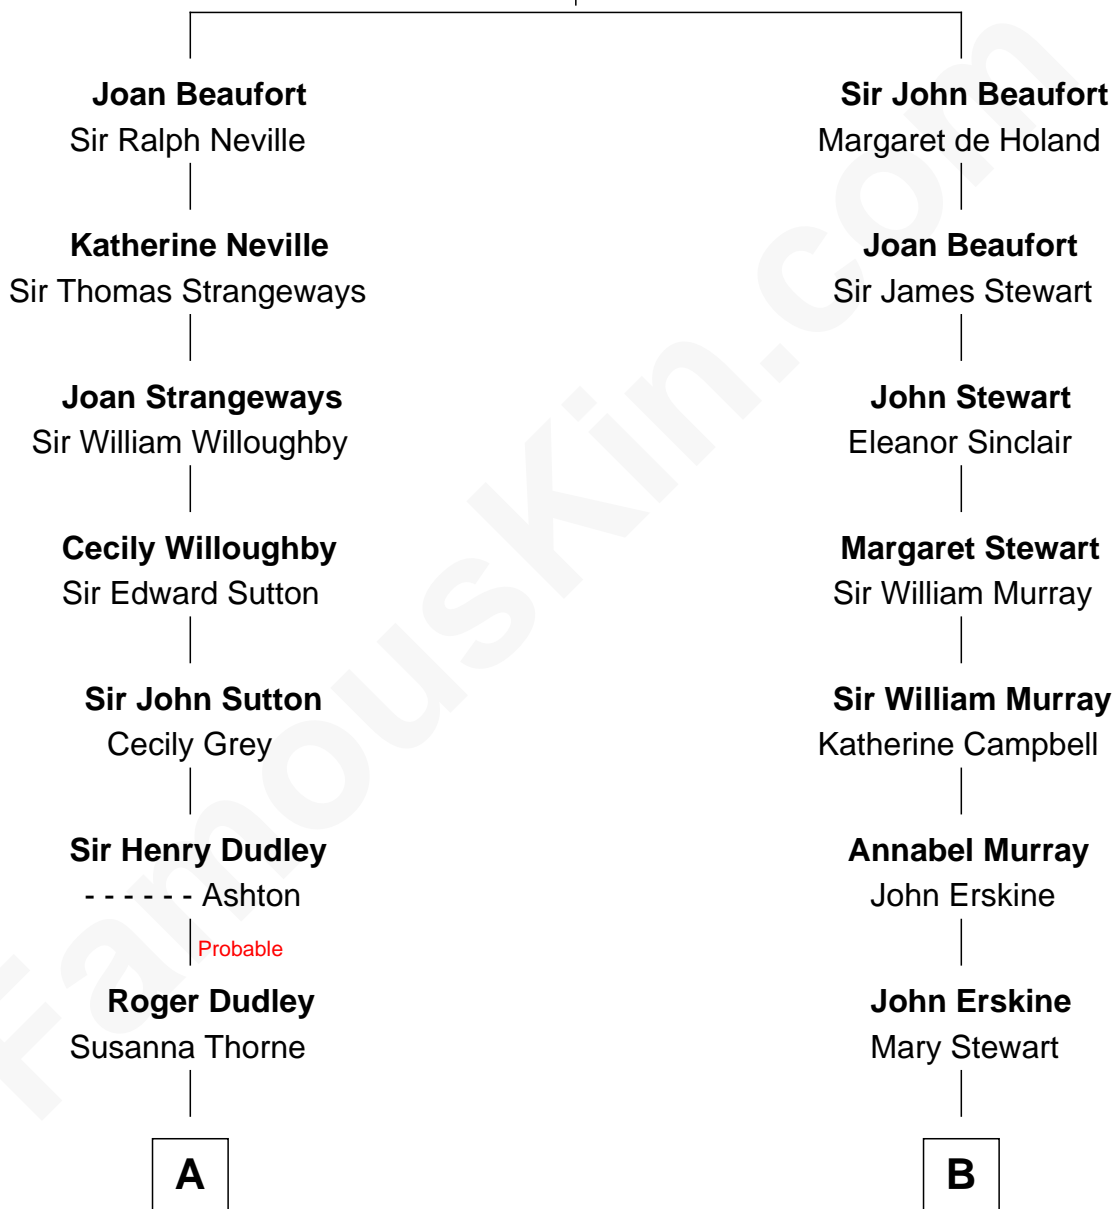 Joan Beaufort
Sir Ralph Neville
Katherine Neville
Sir Thomas Strangeways
Joan Strangeways
Sir William Willoughby
Cecily Willoughby
Sir Edward Sutton
Sir John Sutton
Cecily Grey
Sir Henry Dudley
- - - - - - Ashton
Probable
Roger Dudley
Susanna Thorne
A
Sir John Beaufort
Margaret de Holand
Joan Beaufort
Sir James Stewart
John Stewart
Eleanor Sinclair
Margaret Stewart
Sir William Murray
Sir William Murray
Katherine Campbell
Annabel Murray
John Erskine
John Erskine
Mary Stewart
B
FamousKin.com